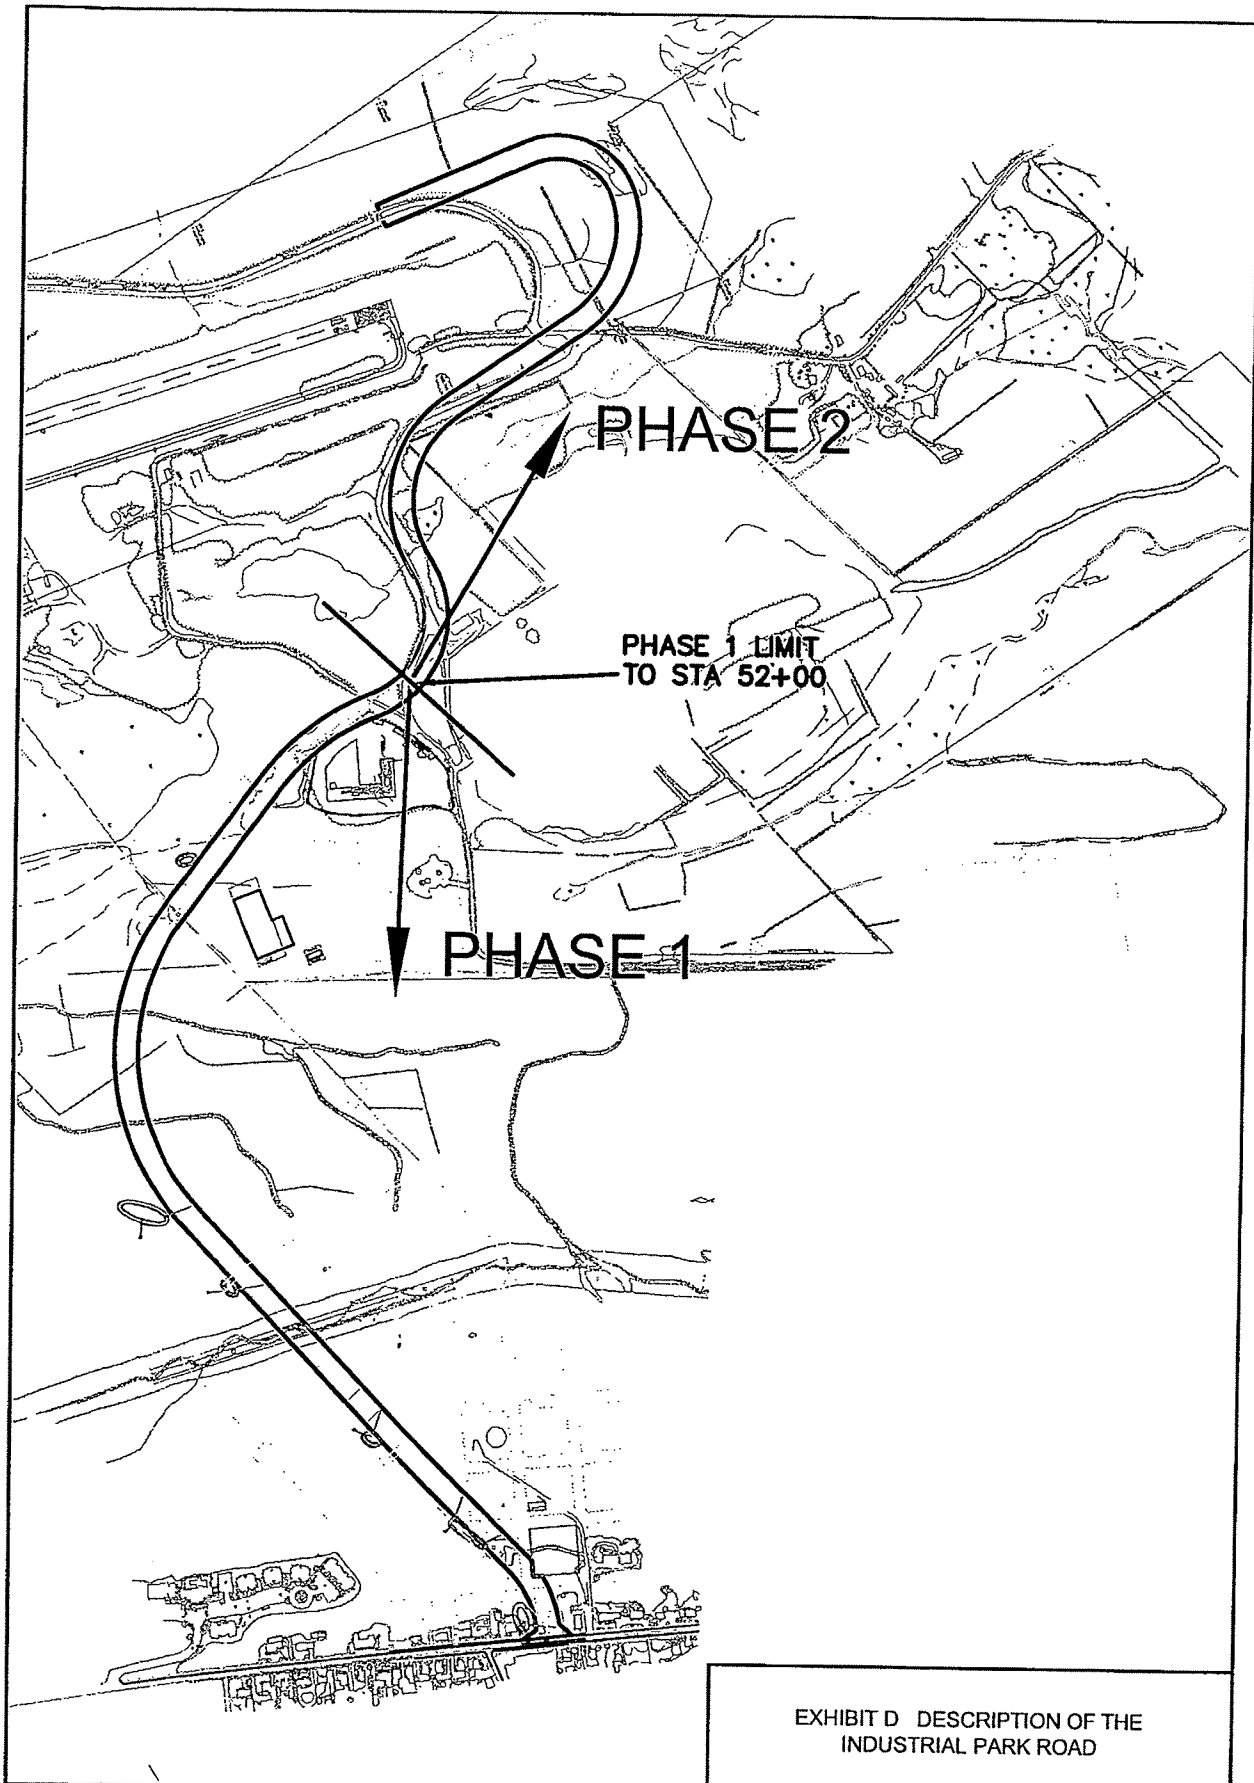 PHASE 2
PHASE 1 LIMIT
TO STA 52+00
PHASE 1
EXHIBIT D DESCRIPTION OF THE
INDUSTRIAL PARK ROAD